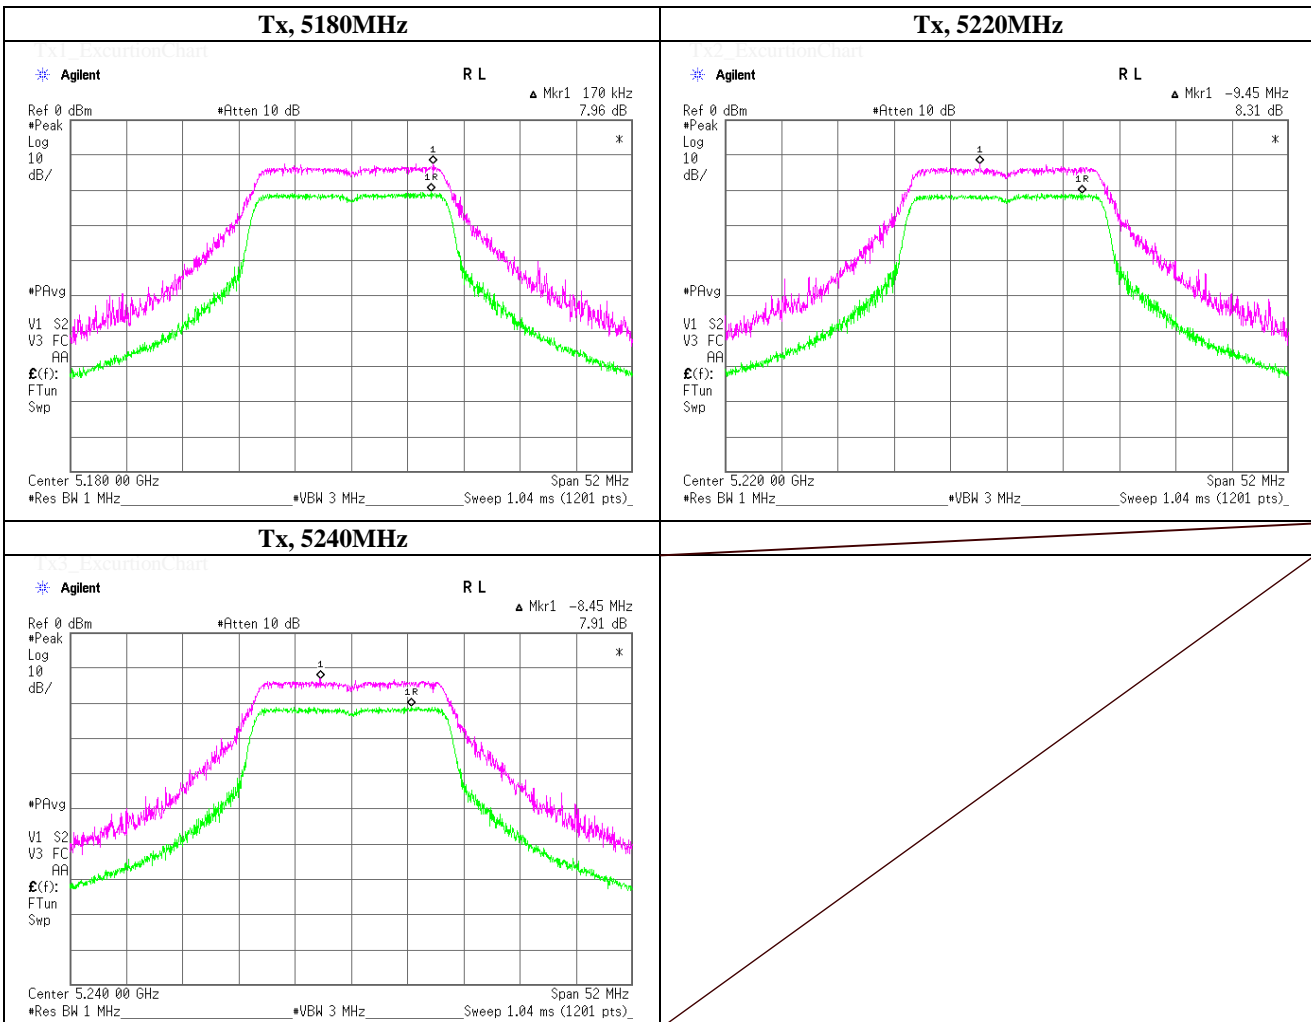 Tx, 5180MHz
Tx, 5220MHz
Tx1_ExcurtionChart
Agilent
R L
Δ Mkr1 170 kHz
Ref 0 dBm
#Atten 10 dB
7.96 dB
#Peak
Log
10
dB/
*
1
1R
#PAvg
V1 S2
V3 FC
AA
£(f):
FTun
Swp
Center 5.180 00 GHz
Span 52 MHz
#Res BW 1 MHz
#VBW 3 MHz
Sweep 1.04 ms (1201 pts)
Tx2_ExcurtionChart
Agilent
R L
Δ Mkr1 -9.45 MHz
Ref 0 dBm
#Atten 10 dB
8.31 dB
#Peak
Log
10
dB/
*
1
1R
#PAvg
V1 S2
V3 FC
AA
£(f):
FTun
Swp
Center 5.220 00 GHz
Span 52 MHz
#Res BW 1 MHz
#VBW 3 MHz
Sweep 1.04 ms (1201 pts)
Tx, 5240MHz
Tx3_ExcurtionChart
Agilent
R L
Δ Mkr1 -8.45 MHz
Ref 0 dBm
#Atten 10 dB
7.91 dB
#Peak
Log
10
dB/
*
1
1R
#PAvg
V1 S2
V3 FC
AA
£(f):
FTun
Swp
Center 5.240 00 GHz
Span 52 MHz
#Res BW 1 MHz
#VBW 3 MHz
Sweep 1.04 ms (1201 pts)